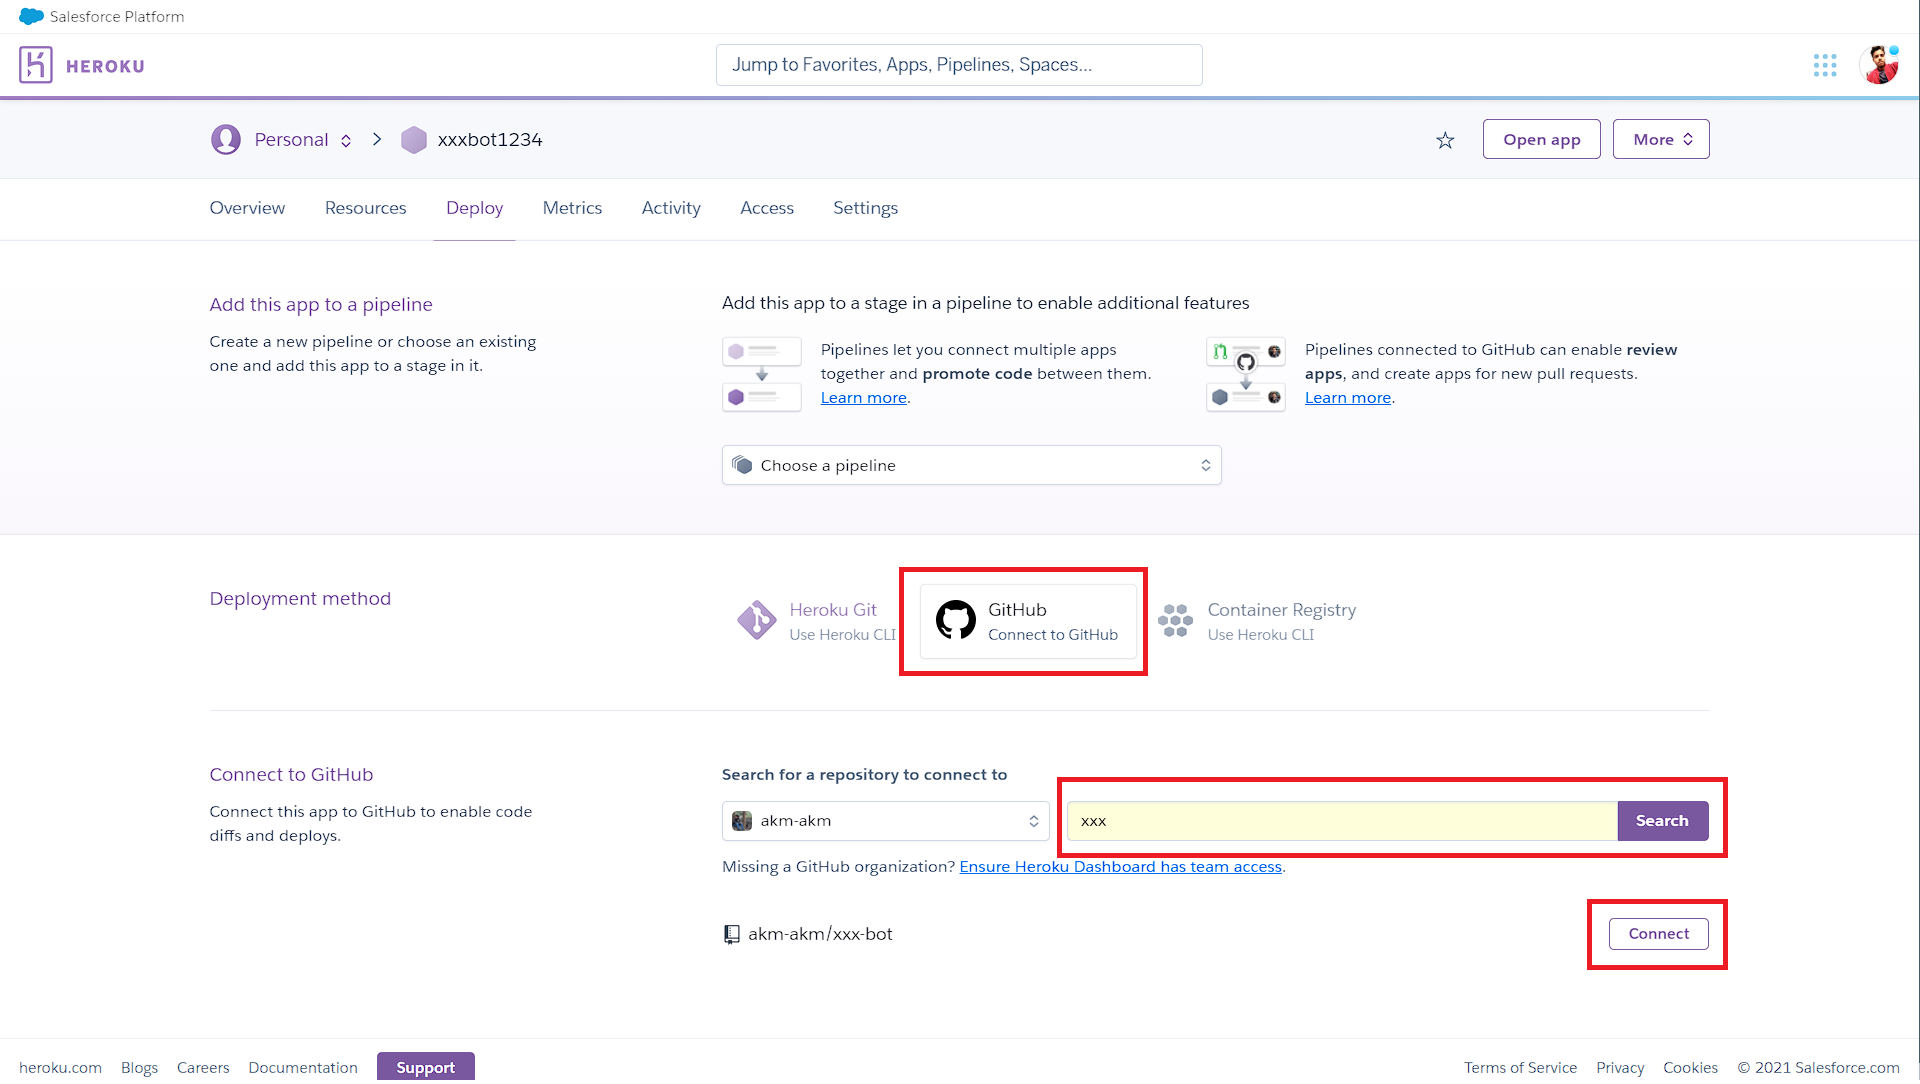 Salesforce Platform
HEROKU
Jump to Favorites, Apps, Pipelines, Spaces...
Personal
xxxbot1234
Open app
More
Overview
Resources
Deploy
Metrics
Activity
Access
Settings
Add this app to a pipeline
Create a new pipeline or choose an existing
one and add this app to a stage in it.
Add this app to a stage in a pipeline to enable additional features
Pipelines let you connect multiple apps
together and promote code between them.
Learn more.
Pipelines connected to GitHub can enable review
apps, and create apps for new pull requests.
Learn more.
Choose a pipeline
Deployment method
Heroku Git
Use Heroku CLI
GitHub
Connect to GitHub
Container Registry
Use Heroku CLI
Connect to GitHub
Connect this app to GitHub to enable code
diffs and deploys.
Search for a repository to connect to
akm-akm
xxx
Search
Missing a GitHub organization? Ensure Heroku Dashboard has team access.
akm-akm/xxx-bot
Connect
heroku.com
Blogs
Careers
Documentation
Support
Terms of Service
Privacy
Cookies
© 2021 Salesforce.com